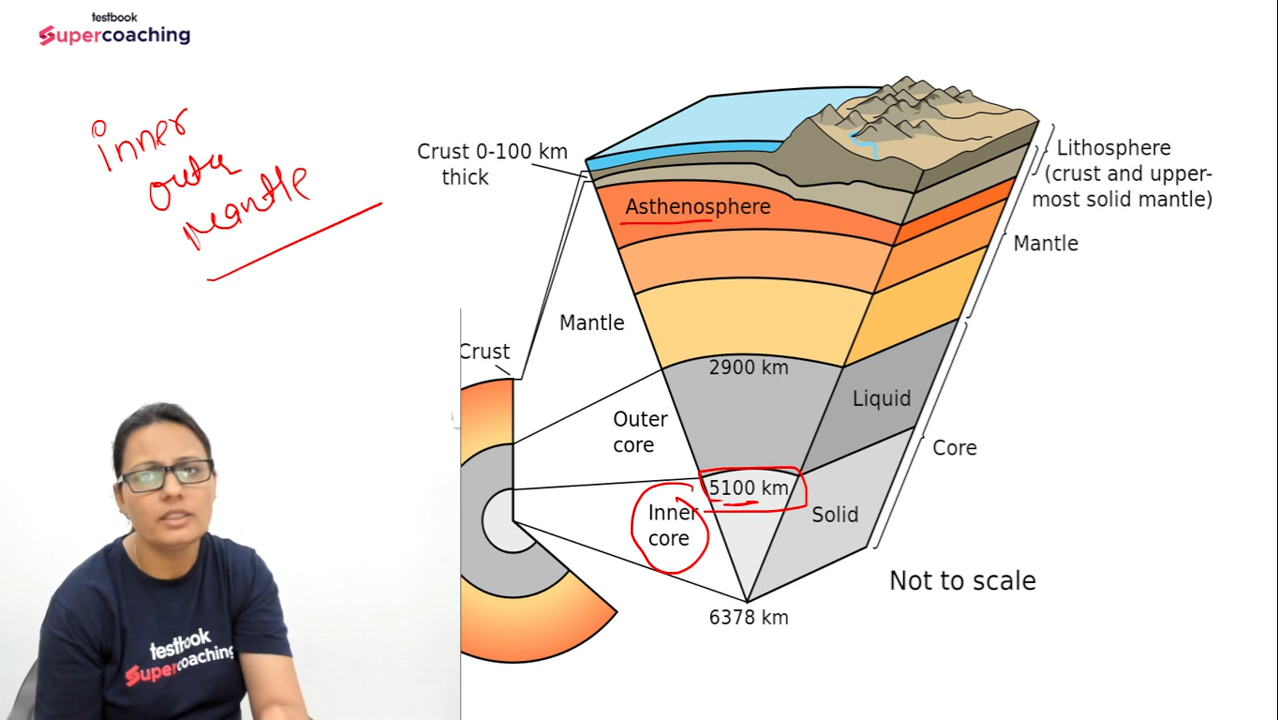 testbook
Supercoaching
inner
outer
Mantle
Crust 0-100 km
thick
Asthenosphere
Lithosphere
(crust and upper-
most solid mantle)
Mantle
Mantle
Crust
2900 km
Liquid
Outer
core
Core
5100 km
Inner
core
Solid
Not to scale
6378 km
testbook
Supercoaching